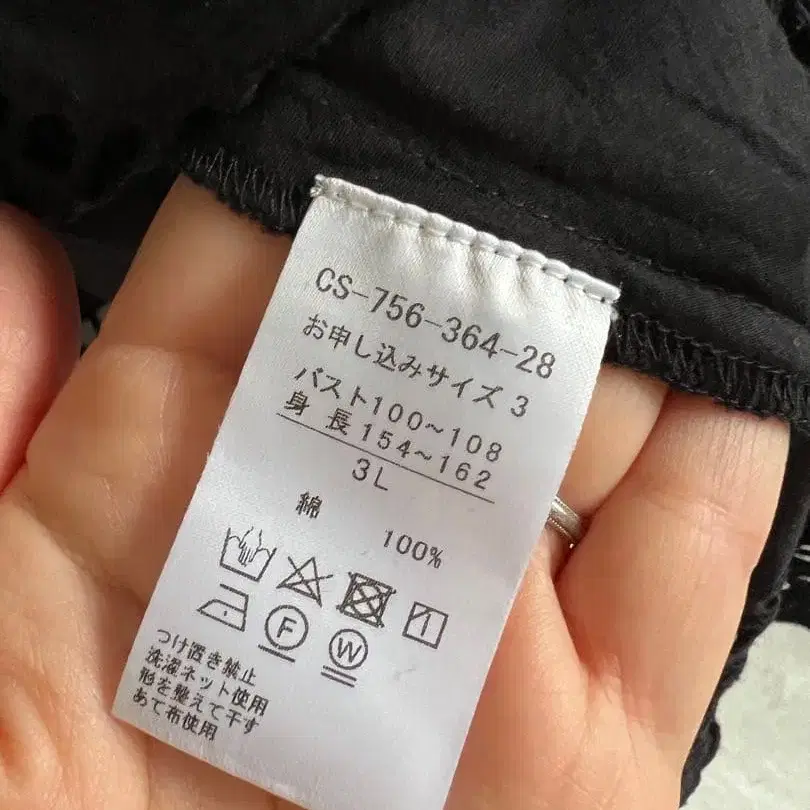 CS-756-364-28
お申し込みサイズ 3
バスト100~108
身長154~162
3L
綿 100%
F W
つけ置き禁止
洗濯ネット使用
形を整えて干す
あて布使用